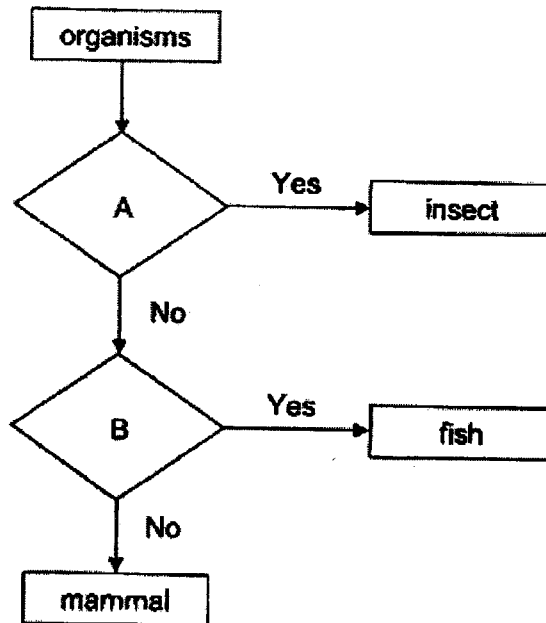 organisms
A
Yes
insect
No
B
Yes
fish
No
mammal